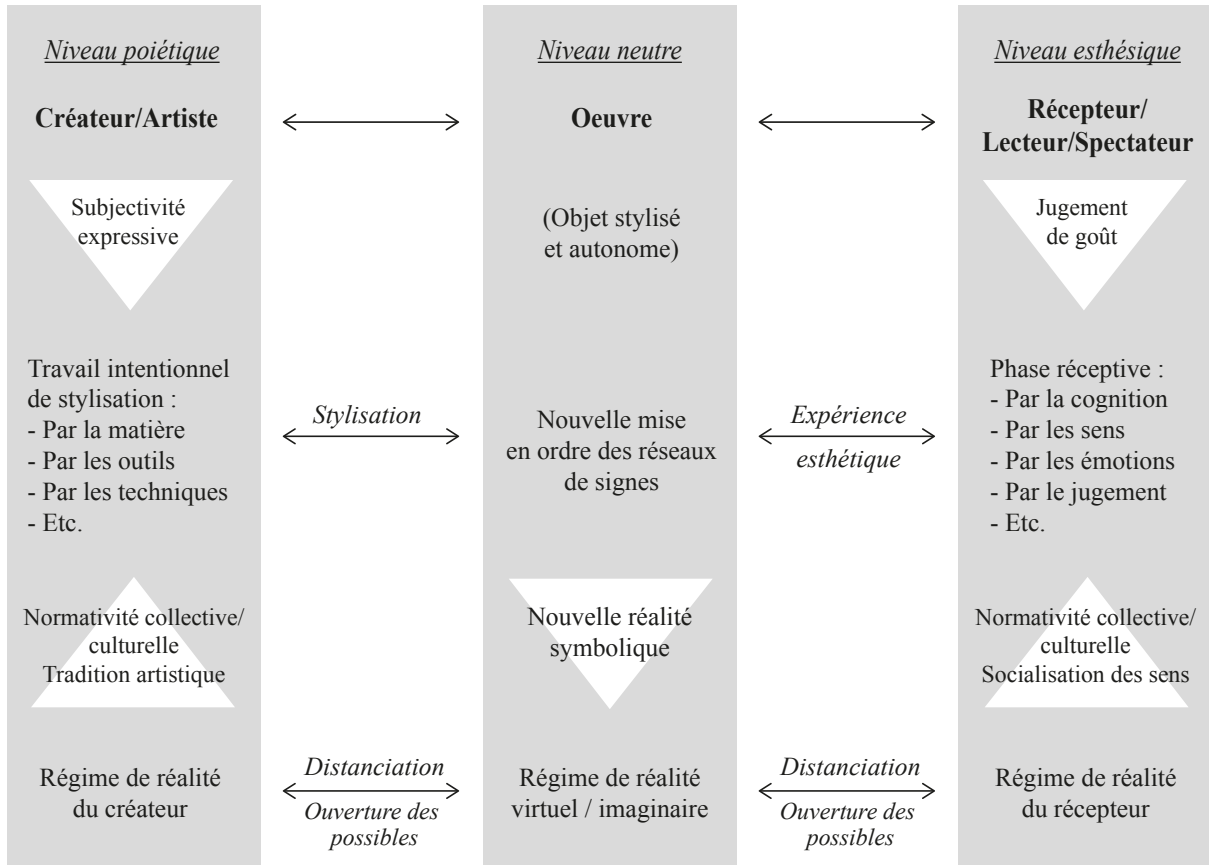 Niveau poiétique
Créateur/Artiste
Subjectivité
expressive
Travail intentionnel
de stylisation :
- Par la matière
- Par les outils
- Par les techniques
- Etc.
Normativité collective/
culturelle
Tradition artistique
Régime de réalité
du créateur
Stylisation
Distanciation
Ouverture des
possibles
Niveau neutre
Oeuvre
(Objet stylisé
et autonome)
Nouvelle mise
en ordre des réseaux
de signes
Nouvelle réalité
symbolique
Régime de réalité
virtuel / imaginaire
Expérience
esthétique
Distanciation
Ouverture des
possibles
Niveau esthésique
Récepteur/
Lecteur/Spectateur
Jugement
de goût
Phase réceptive :
- Par la cognition
- Par les sens
- Par les émotions
- Par le jugement
- Etc.
Normativité collective/
culturelle
Socialisation des sens
Régime de réalité
du récepteur